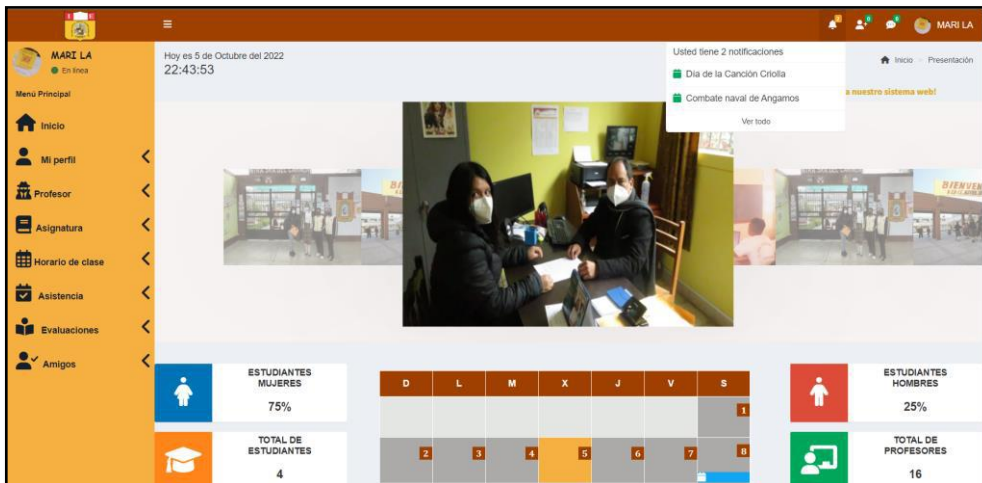 MARI LA
MARI LA
En línea
Menú Principal
Inicio
Mi perfil
Profesor
Asignatura
Horario de clase
Asistencia
Evaluaciones
Amigos
Hoy es 5 de Octubre del 2022
22:43:53
Usted tiene 2 notificaciones
Día de la Canción Criolla
Combate naval de Angamos
Ver todo
Inicio
Presentación
a nuestro sistema web!
ESTUDIANTES
MUJERES
75%
TOTAL DE
ESTUDIANTES
4
D L M X J V S
1
2 3 4 5 6 7 8
ESTUDIANTES
HOMBRES
25%
TOTAL DE
PROFESORES
16